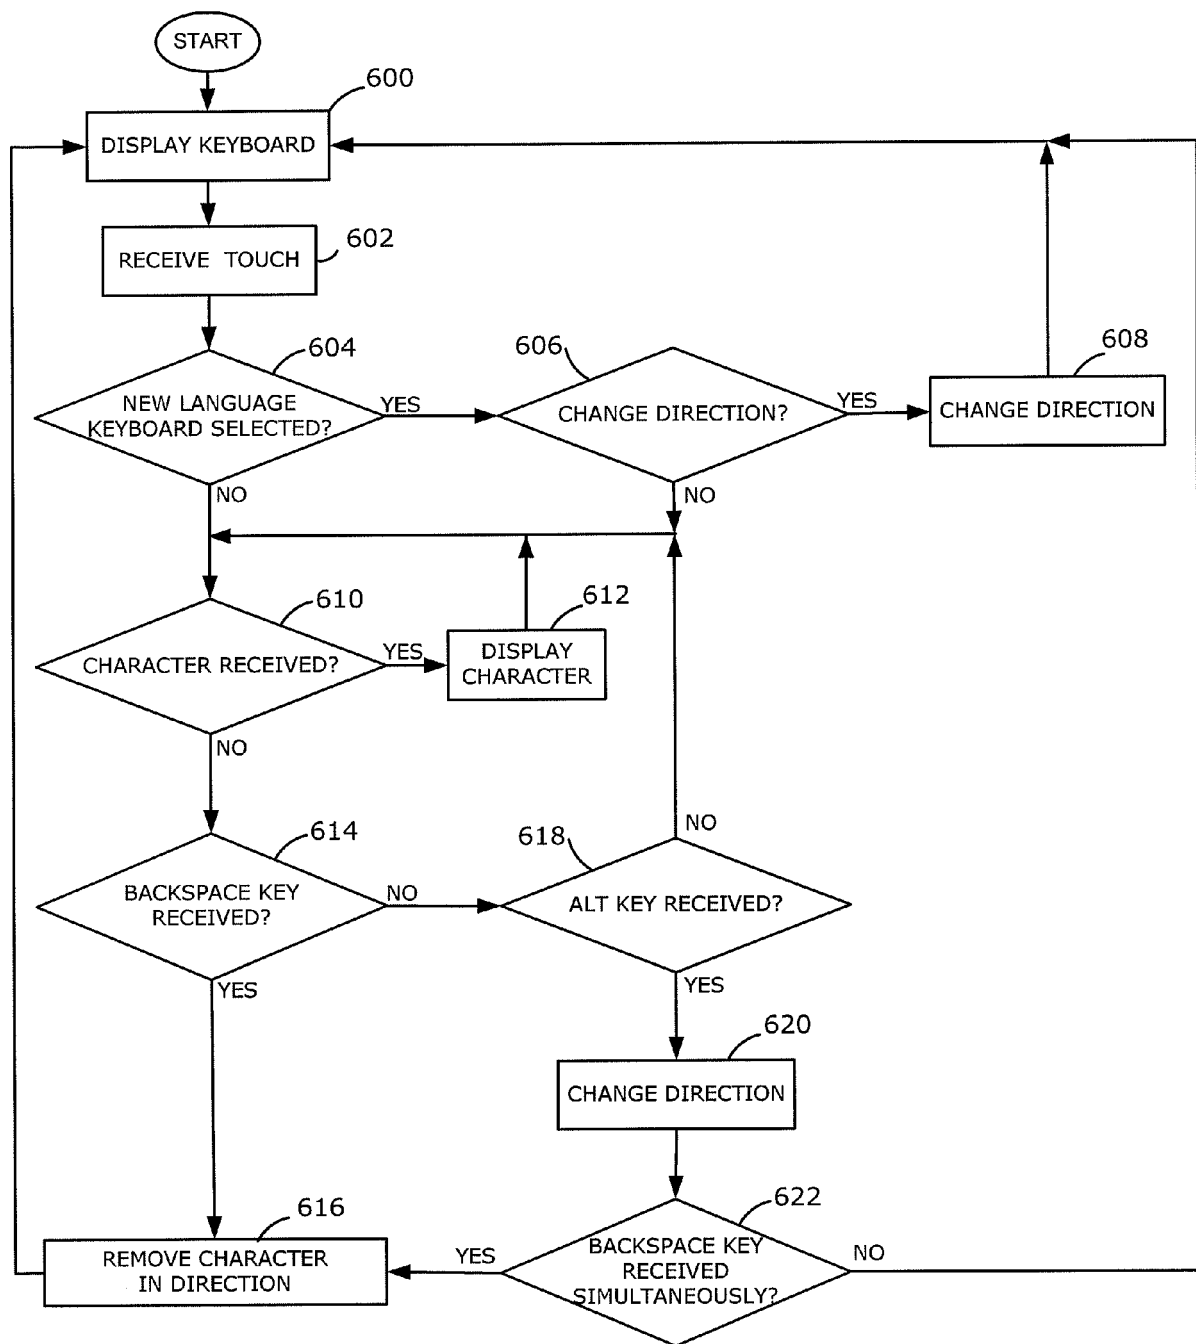 START
600
DISPLAY KEYBOARD
602
RECEIVE TOUCH
604
NEW LANGUAGE
KEYBOARD SELECTED?
YES
NO
606
CHANGE DIRECTION?
YES
NO
608
CHANGE DIRECTION
610
CHARACTER RECEIVED?
YES
NO
612
DISPLAY
CHARACTER
614
BACKSPACE KEY
RECEIVED?
NO
YES
618
NO
ALT KEY RECEIVED?
YES
620
CHANGE DIRECTION
622
BACKSPACE KEY
RECEIVED
SIMULTANEOUSLY?
YES
NO
616
REMOVE CHARACTER
IN DIRECTION